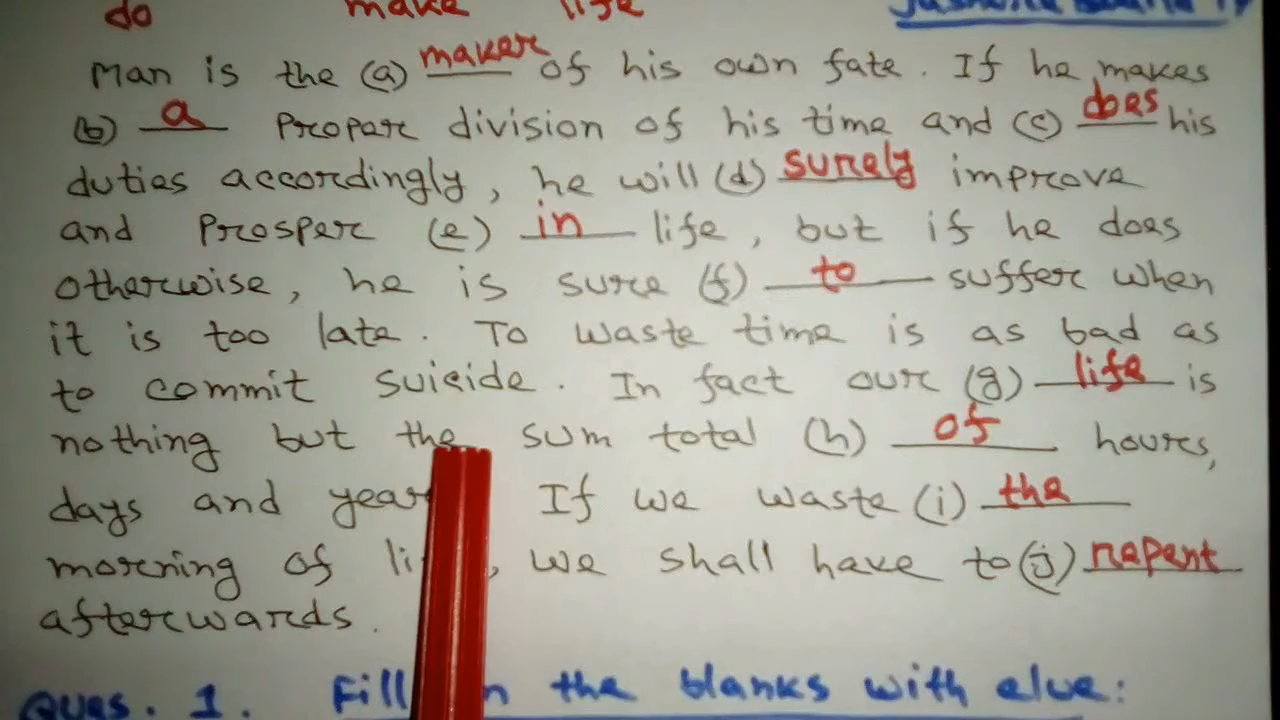 do make life
Man is the (a) maker of his own fate. If he makes
(b) a Proper division of his time and (c) does his
duties accordingly, he will (d) surely improve
and Prosper (e) in life, but if he does
otherwise, he is sure (f) to suffer when
it is too late. To waste time is as bad as
to commit suicide. In fact our (g) life is
nothing but the sum total (h) of hours,
days and year If we waste (i) the
morning of li , we shall have to (j) repent
afterwards.
Ques. 1. Fill n the blanks with clue: